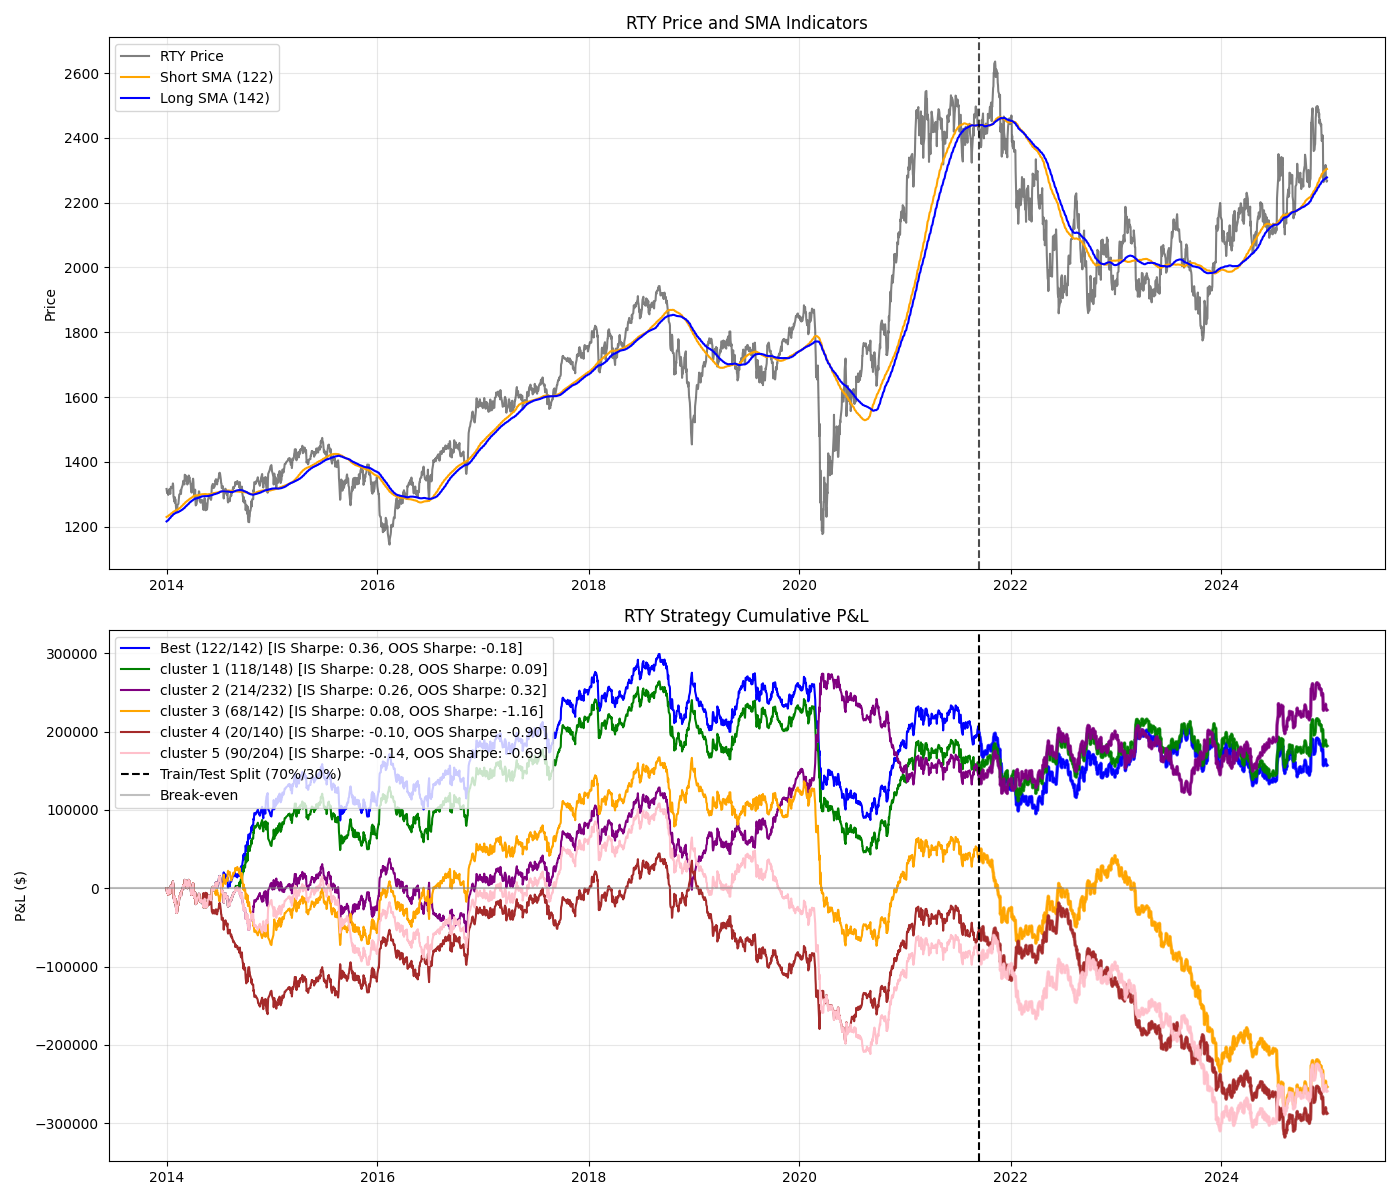 RTY Price and SMA Indicators
RTY Price
Short SMA (122)
Long SMA (142)
Price
2600
2400
2200
2000
1800
1600
1400
1200
2014
2016
2018
2020
2022
2024
RTY Strategy Cumulative P&L
Best (122/142) [IS Sharpe: 0.36, OOS Sharpe: -0.18]
cluster 1 (118/148) [IS Sharpe: 0.28, OOS Sharpe: 0.09]
cluster 2 (214/232) [IS Sharpe: 0.26, OOS Sharpe: 0.32]
cluster 3 (68/142) [IS Sharpe: 0.08, OOS Sharpe: -1.16]
cluster 4 (20/140) [IS Sharpe: -0.10, OOS Sharpe: -0.90]
cluster 5 (90/204) [IS Sharpe: -0.14, OOS Sharpe: -0.69]
Train/Test Split (70%/30%)
Break-even
P&L ($)
300000
200000
100000
0
−100000
−200000
−300000
2014
2016
2018
2020
2022
2024